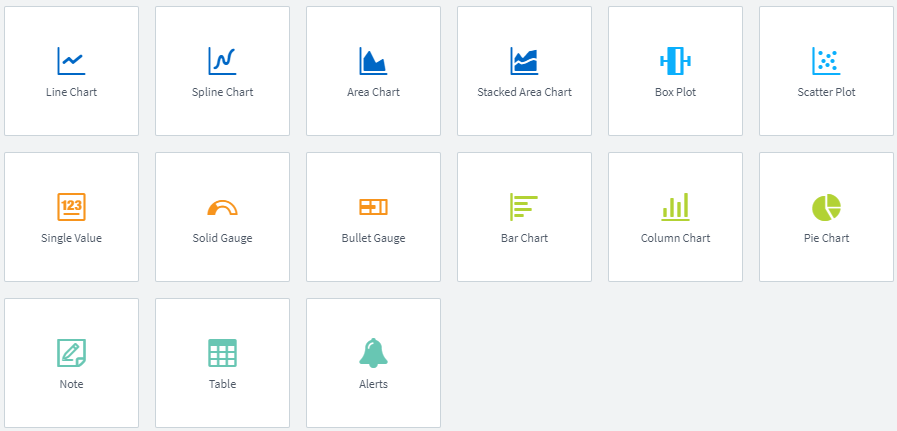 Line Chart
Spline Chart
Area Chart
Stacked Area Chart
Box Plot
Scatter Plot
123
Single Value
Solid Gauge
Bullet Gauge
Bar Chart
Column Chart
Pie Chart
Note
Table
Alerts